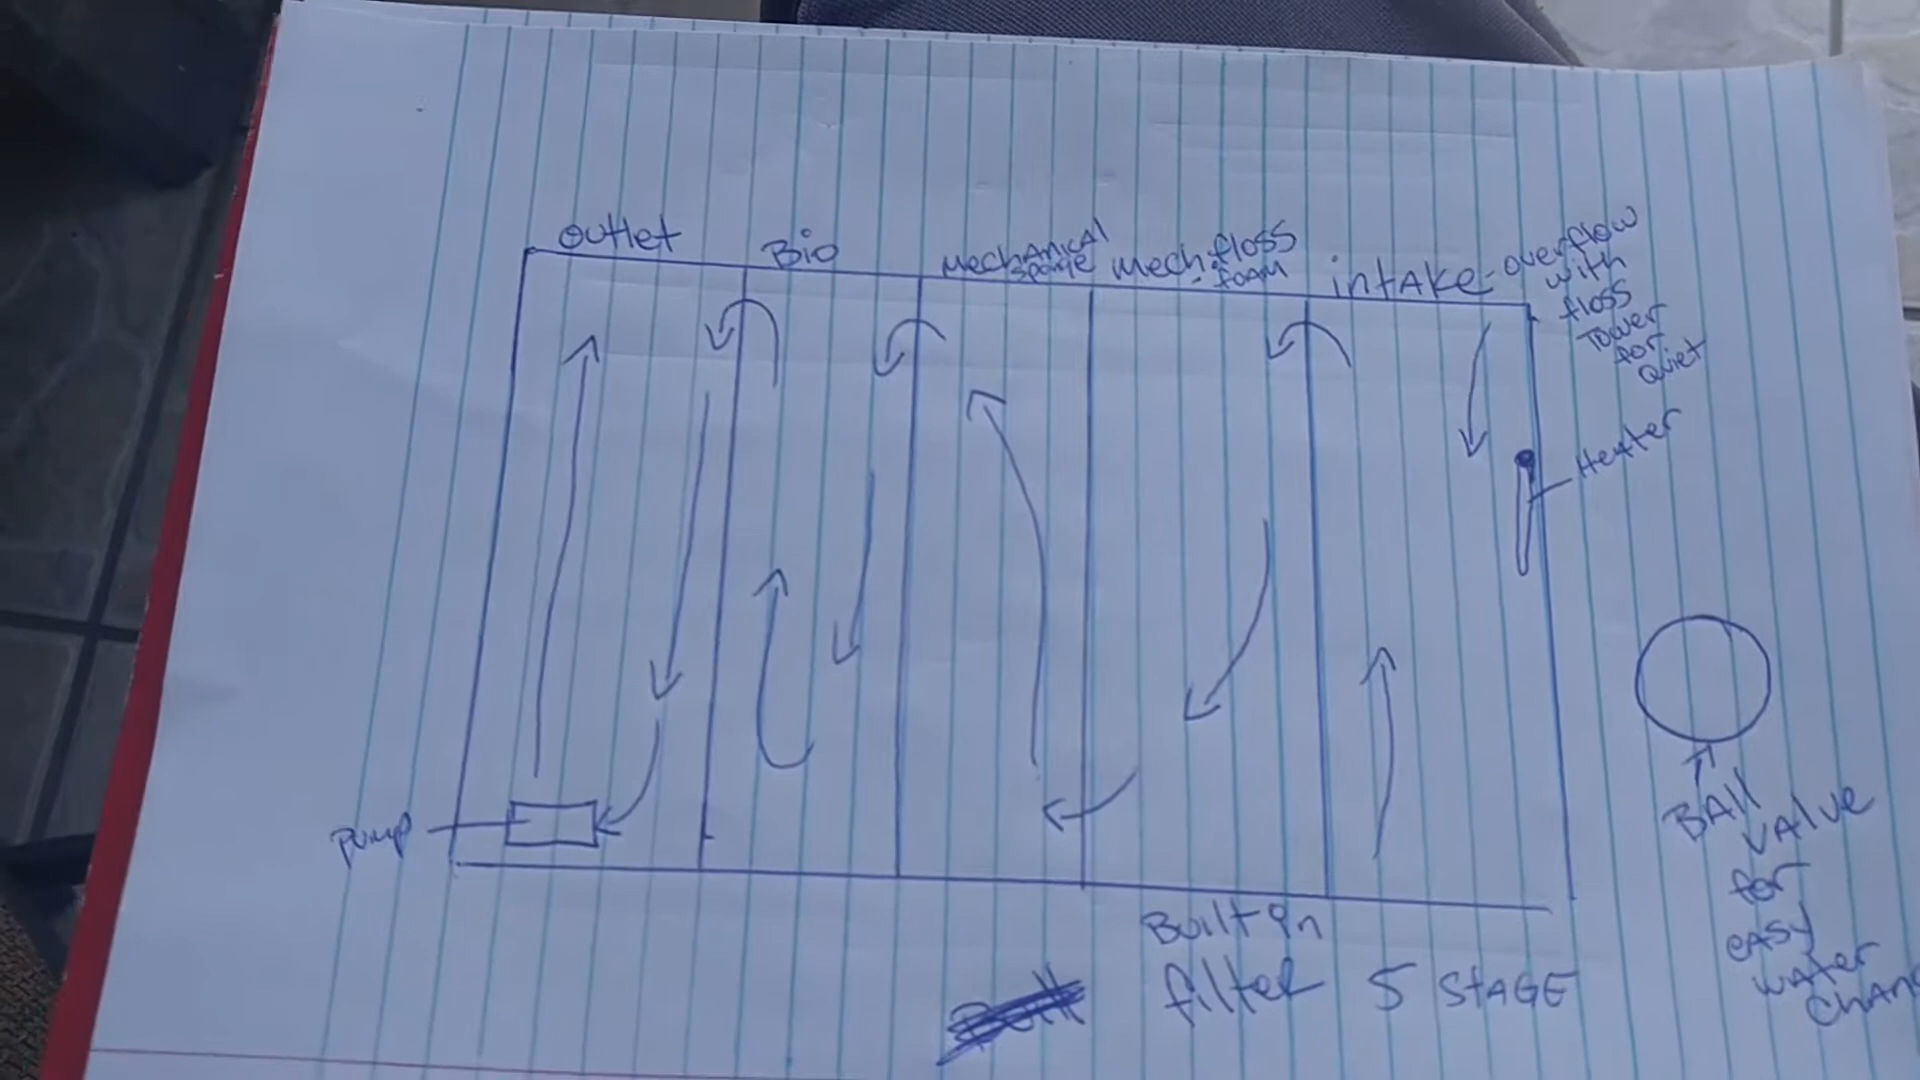 outlet
Bio
Mechanical
sponge
Mech floss
- foam
intake - overflow
with
floss
Tower
for
Quiet
Heater
pump
BAll
VAlve
for
eASy
wAter
Chan
Built in
filter 5 StAGE